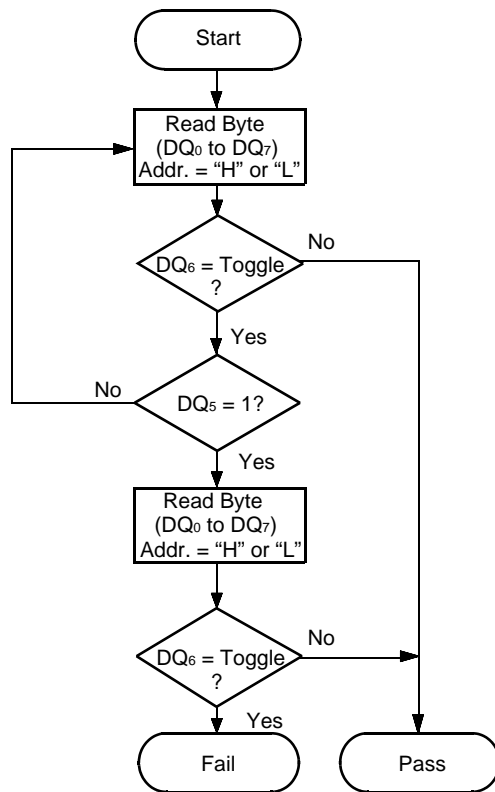 Start
Read Byte
(DQ0 to DQ7)
Addr. = “H” or “L”
No
DQ6 = Toggle
?
Yes
No
DQ5 = 1?
Yes
Read Byte
(DQ0 to DQ7)
Addr. = “H” or “L”
No
DQ6 = Toggle
?
Yes
Fail
Pass